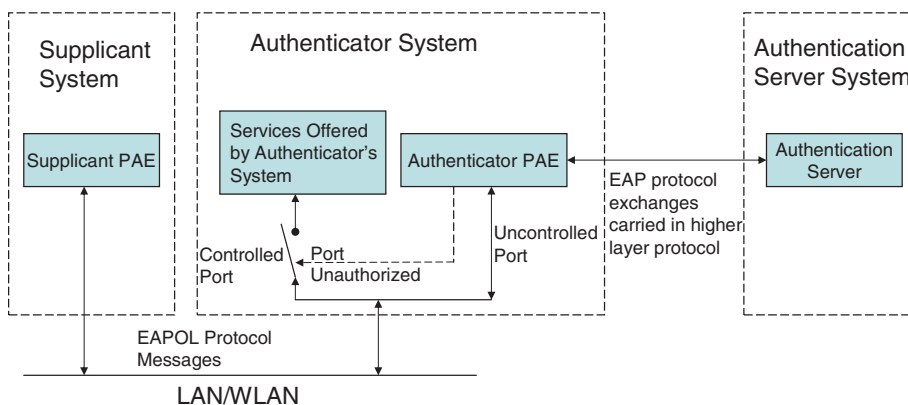 Supplicant
System
Authenticator System
Authentication
Server System
Supplicant PAE
Services Offered
by Authenticator's
System
Authenticator PAE
Authentication
Server
EAP protocol
exchanges
carried in higher
layer protocol
Controlled
Port
Port
Unauthorized
Uncontrolled
Port
EAPOL Protocol
Messages
LAN/WLAN